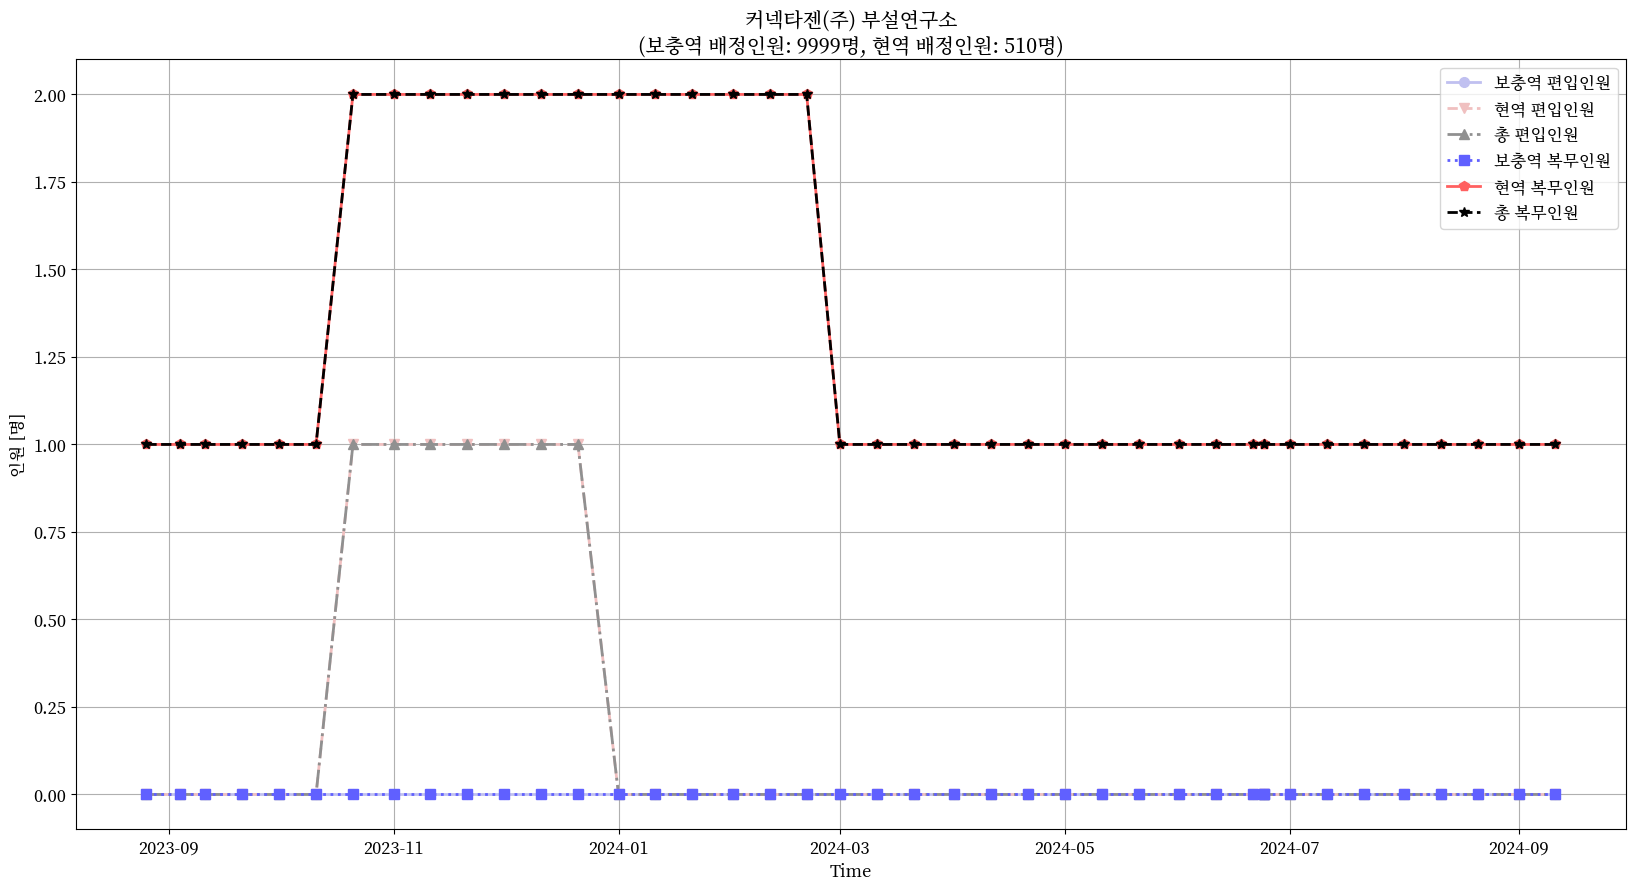 커넥타젠(주) 부설연구소
(보충역 배정인원: 9999명, 현역 배정인원: 510명)
보충역 편입인원
현역 편입인원
총 편입인원
보충역 복무인원
현역 복무인원
총 복무인원
2.00
1.75
1.50
1.25
1.00
0.75
0.50
0.25
0.00
인원 [명]
2023-09
2023-11
2024-01
2024-03
2024-05
2024-07
2024-09
Time